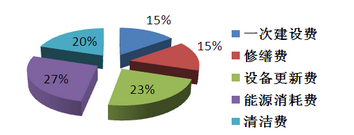 15%
一次建设费
20%
15%
修缮费
设备更新费
27%
23%
能源消耗费
清洁费